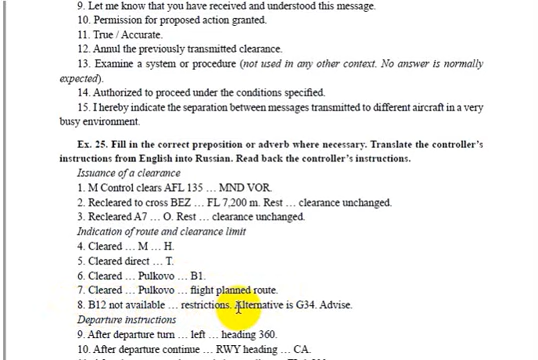 9. Let me know that you have received and understood this message.
10. Permission for proposed action granted.
11. True / Accurate.
12. Annul the previously transmitted clearance.
13. Examine a system or procedure (not used in any other context. No answer is normally
expected).
14. Authorized to proceed under the conditions specified.
15. I hereby indicate the separation between messages transmitted to different aircraft in a very
busy environment.
Ex. 25. Fill in the correct preposition or adverb where necessary. Translate the controller's
instructions from English into Russian. Read back the controller's instructions.
Issuance of a clearance
1. M Control clears AFL 135 … MND VOR.
2. Recleared to cross BEZ … FL 7,200 m. Rest … clearance unchanged.
3. Recleared A7 … O. Rest … clearance unchanged.
Indication of route and clearance limit
4. Cleared … M … H.
5. Cleared direct … T.
6. Cleared … Pulkovo … B1.
7. Cleared … Pulkovo … flight planned route.
8. B12 not available … restrictions. Alternative is G34. Advise.
Departure instructions
9. After departure turn … left … heading 360.
10. After departure continue … RWY heading … CA.